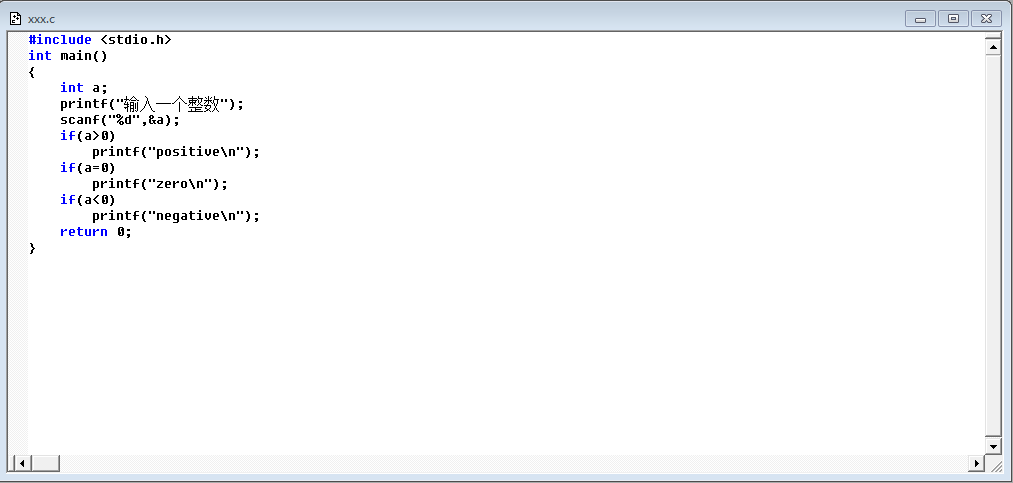 xxx.c
#include <stdio.h>
int main()
{
    int a;
    printf("输入一个整数");
    scanf("%d",&a);
    if(a>0)
        printf("positive\n");
    if(a=0)
        printf("zero\n");
    if(a<0)
        printf("negative\n");
    return 0;
}